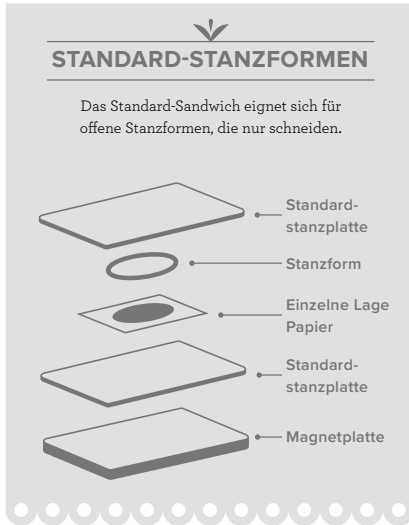 STANDARD-STANZFORMEN
Das Standard-Sandwich eignet sich für
offene Stanzformen, die nur schneiden.
Standard-
stanzplatte
Stanzform
Einzelne Lage
Papier
Standard-
stanzplatte
Magnetplatte